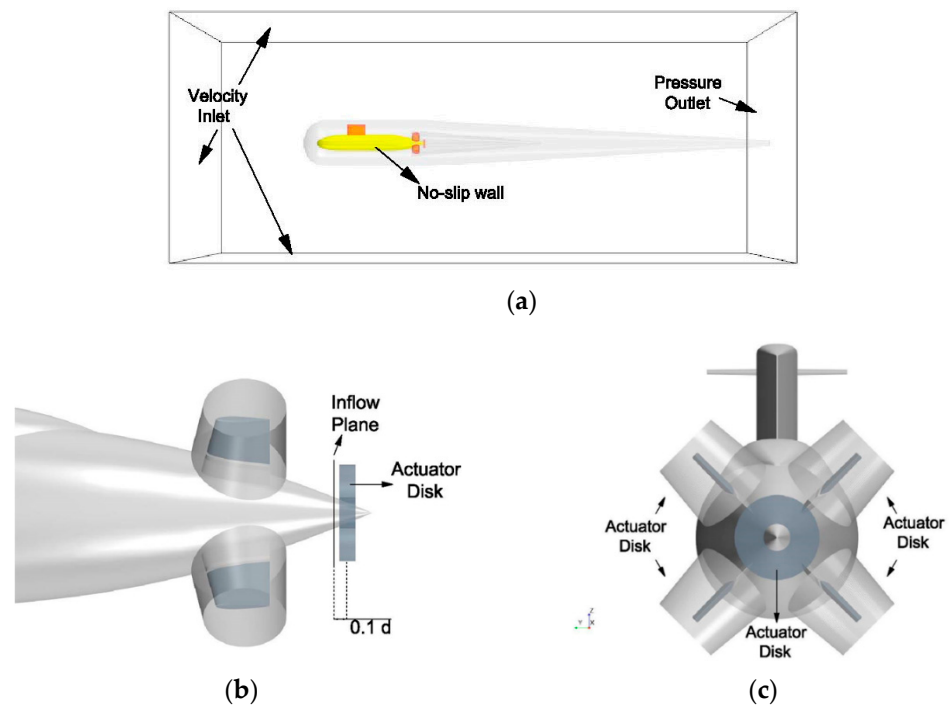 Velocity
Inlet
Pressure
Outlet
No-slip wall
(a)
Inflow
Plane
Actuator
Disk
0.1 d
(b)
Actuator
Disk
Actuator
Disk
Actuator
Disk
Z
Y
X
(c)